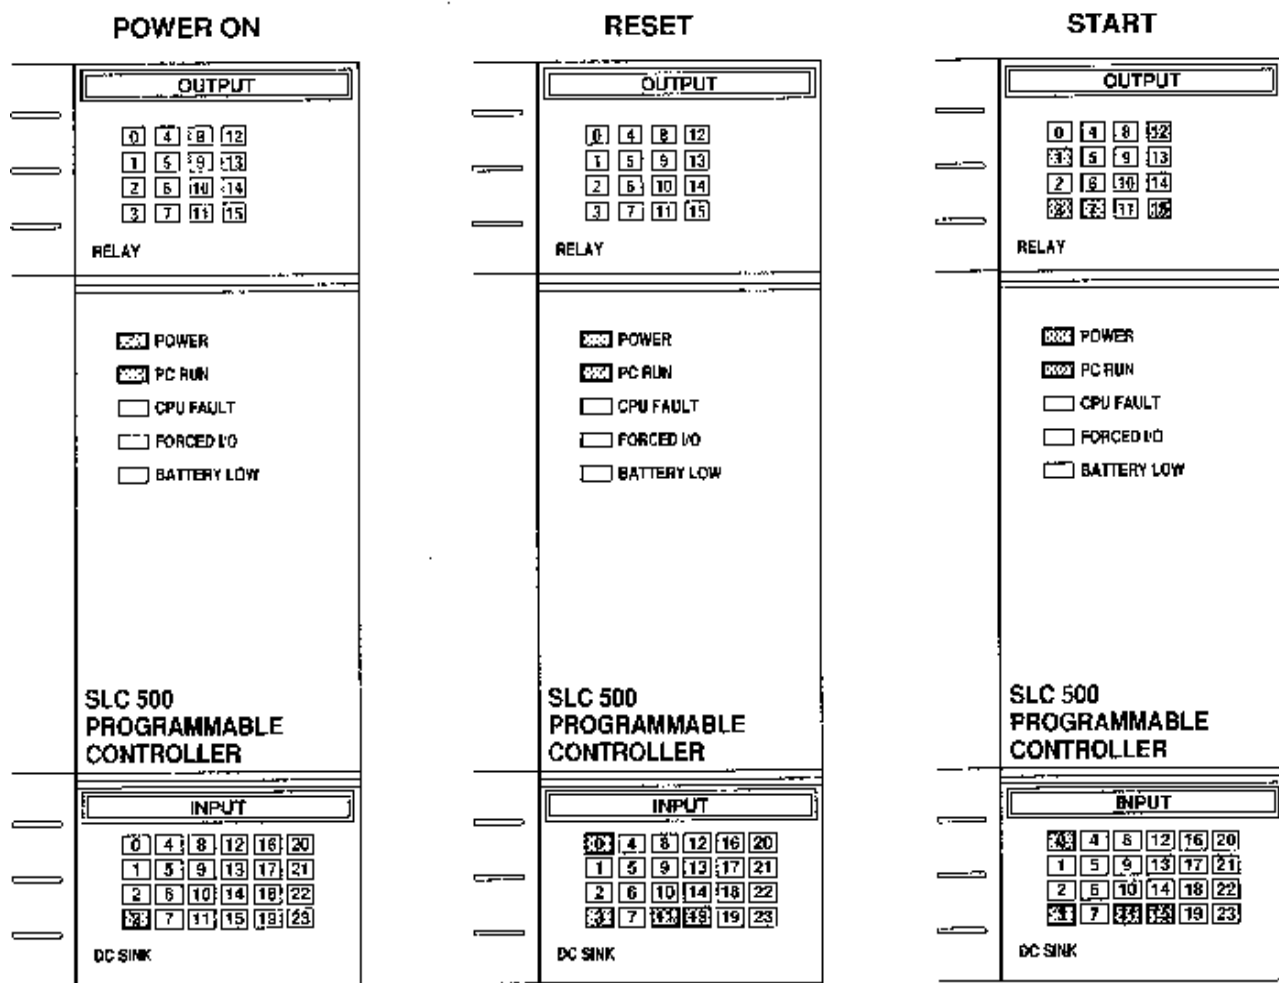 POWER ON
OUTPUT
0 4 8 12
1 5 9 13
2 6 10 14
3 7 11 15
RELAY
POWER
PC RUN
CPU FAULT
FORCED I/O
BATTERY LOW
SLC 500
PROGRAMMABLE
CONTROLLER
INPUT
0 4 8 12 16 20
1 5 9 13 17 21
2 6 10 14 18 22
3 7 11 15 19 23
DC SINK
RESET
OUTPUT
0 4 8 12
1 5 9 13
2 6 10 14
3 7 11 15
RELAY
POWER
PC RUN
CPU FAULT
FORCED I/O
BATTERY LOW
SLC 500
PROGRAMMABLE
CONTROLLER
INPUT
0 4 8 12 16 20
1 5 9 13 17 21
2 6 10 14 18 22
3 7 19 23
DC SINK
START
OUTPUT
0 4 8 12
1 5 9 13
2 6 10 14
7 11 15
RELAY
POWER
PC RUN
CPU FAULT
FORCED I/O
BATTERY LOW
SLC 500
PROGRAMMABLE
CONTROLLER
INPUT
0 4 8 12 16 20
1 5 9 13 17 21
2 6 10 14 18 22
7 19 23
DC SINK